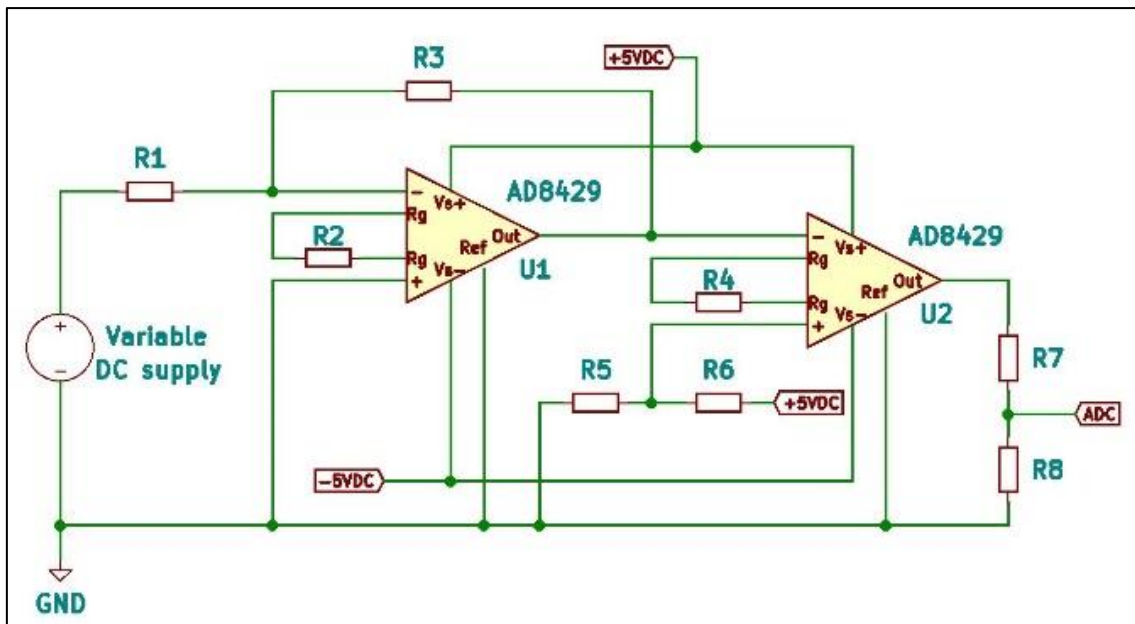 R3
+5VDC
R1
AD8429
-
Vs+
Rg
R2
Ref
Out
Rg
Vs-
+
U1
AD8429
-
Vs+
Rg
R4
Ref
Out
Rg
Vs-
+
U2
+
Variable
DC supply
-
R5
R6
+5VDC
R7
ADC
R8
-5VDC
GND